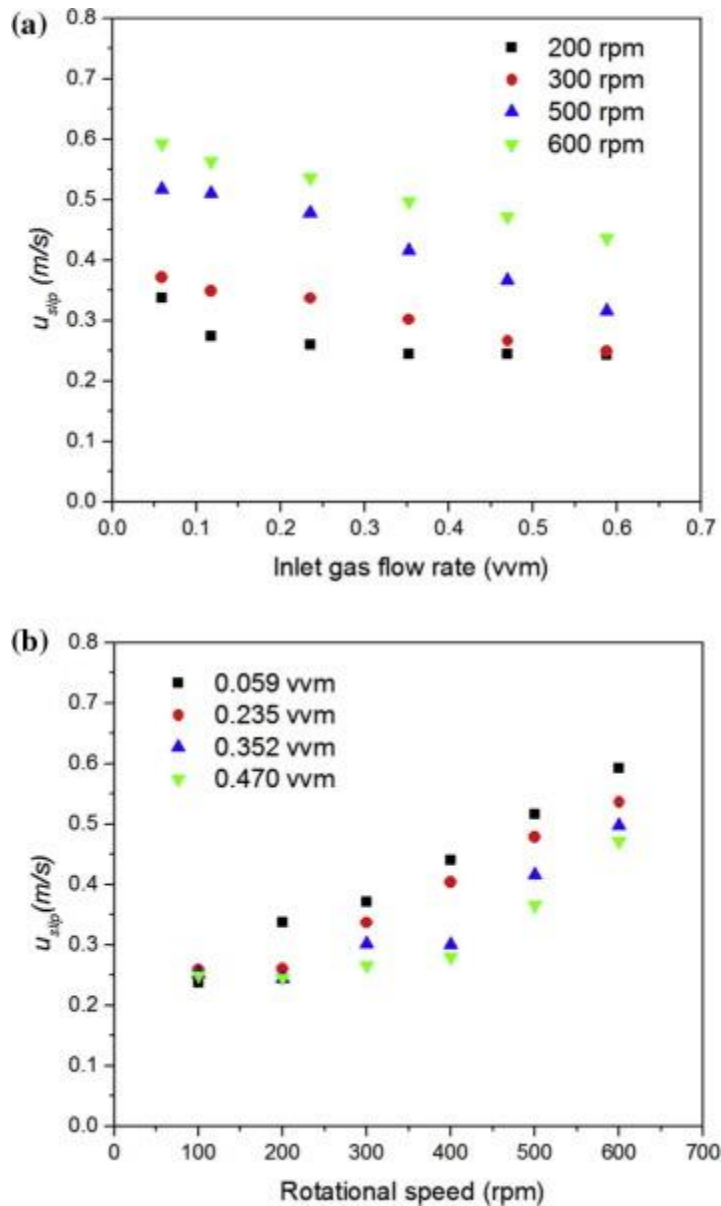 (a)
0.8
0.7
0.6
0.5
0.4
0.3
0.2
0.1
0.0
u_slip (m/s)
200 rpm
300 rpm
500 rpm
600 rpm
0.0 0.1 0.2 0.3 0.4 0.5 0.6 0.7
Inlet gas flow rate (vvm)
(b)
0.8
0.7
0.6
0.5
0.4
0.3
0.2
0.1
0.0
u_slip(m/s)
0.059 vvm
0.235 vvm
0.352 vvm
0.470 vvm
0 100 200 300 400 500 600 700
Rotational speed (rpm)